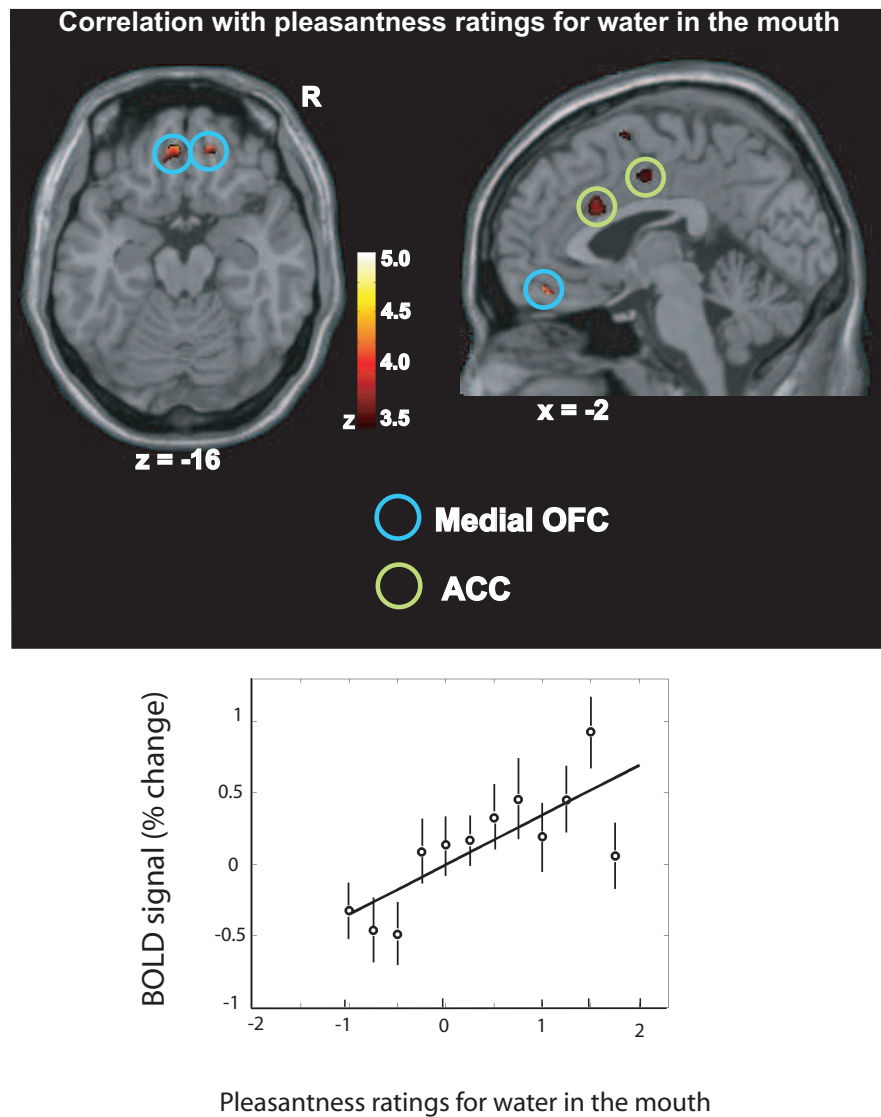 Correlation with pleasantness ratings for water in the mouth
R
5.0
4.5
4.0
z 3.5
z = -16
x = -2
Medial OFC
ACC
BOLD signal (% change)
1
0.5
0
-0.5
-1
-2 -1 0 1 2
Pleasantness ratings for water in the mouth